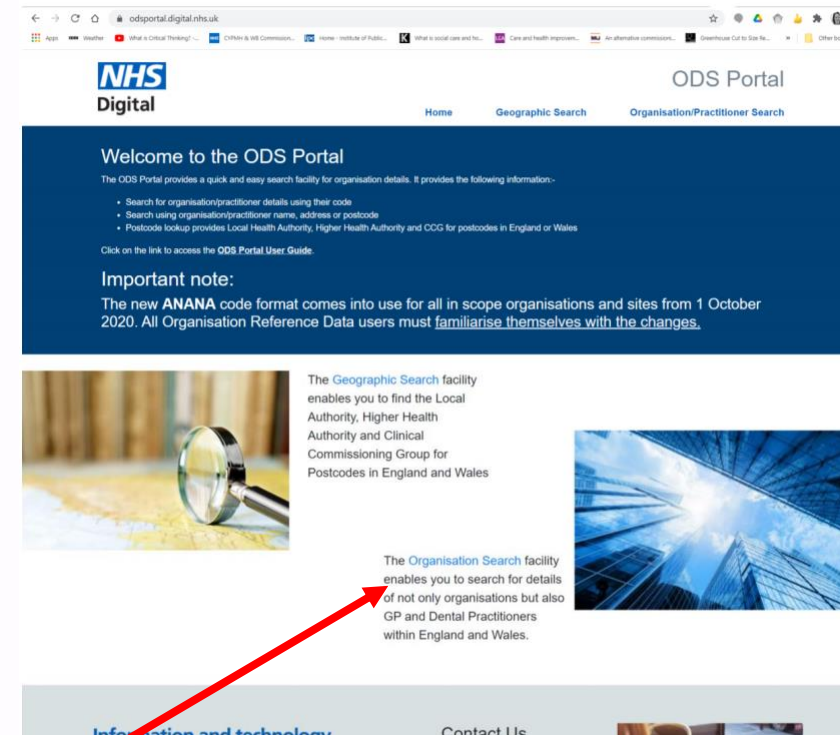 odsportal.digital.nhs.uk
Apps Weather What is Critical Thinking? -... CYPMH & WB Commission... Home - Institute of Public... What is social care and ho... Care and health improvem... An alternative commission... Greenhouse Cut to Size Re... » Other bo
NHS
Digital
ODS Portal
Home Geographic Search Organisation/Practitioner Search
Welcome to the ODS Portal
The ODS Portal provides a quick and easy search facility for organisation details. It provides the following information:-
• Search for organisation/practitioner details using their code
• Search using organisation/practitioner name, address or postcode
• Postcode lookup provides Local Health Authority, Higher Health Authority and CCG for postcodes in England or Wales
Click on the link to access the ODS Portal User Guide.
Important note:
The new ANANA code format comes into use for all in scope organisations and sites from 1 October
2020. All Organisation Reference Data users must familiarise themselves with the changes.
The Geographic Search facility
enables you to find the Local
Authority, Higher Health
Authority and Clinical
Commissioning Group for
Postcodes in England and Wales
The Organisation Search facility
enables you to search for details
of not only organisations but also
GP and Dental Practitioners
within England and Wales.
Information and technology
Contact Us